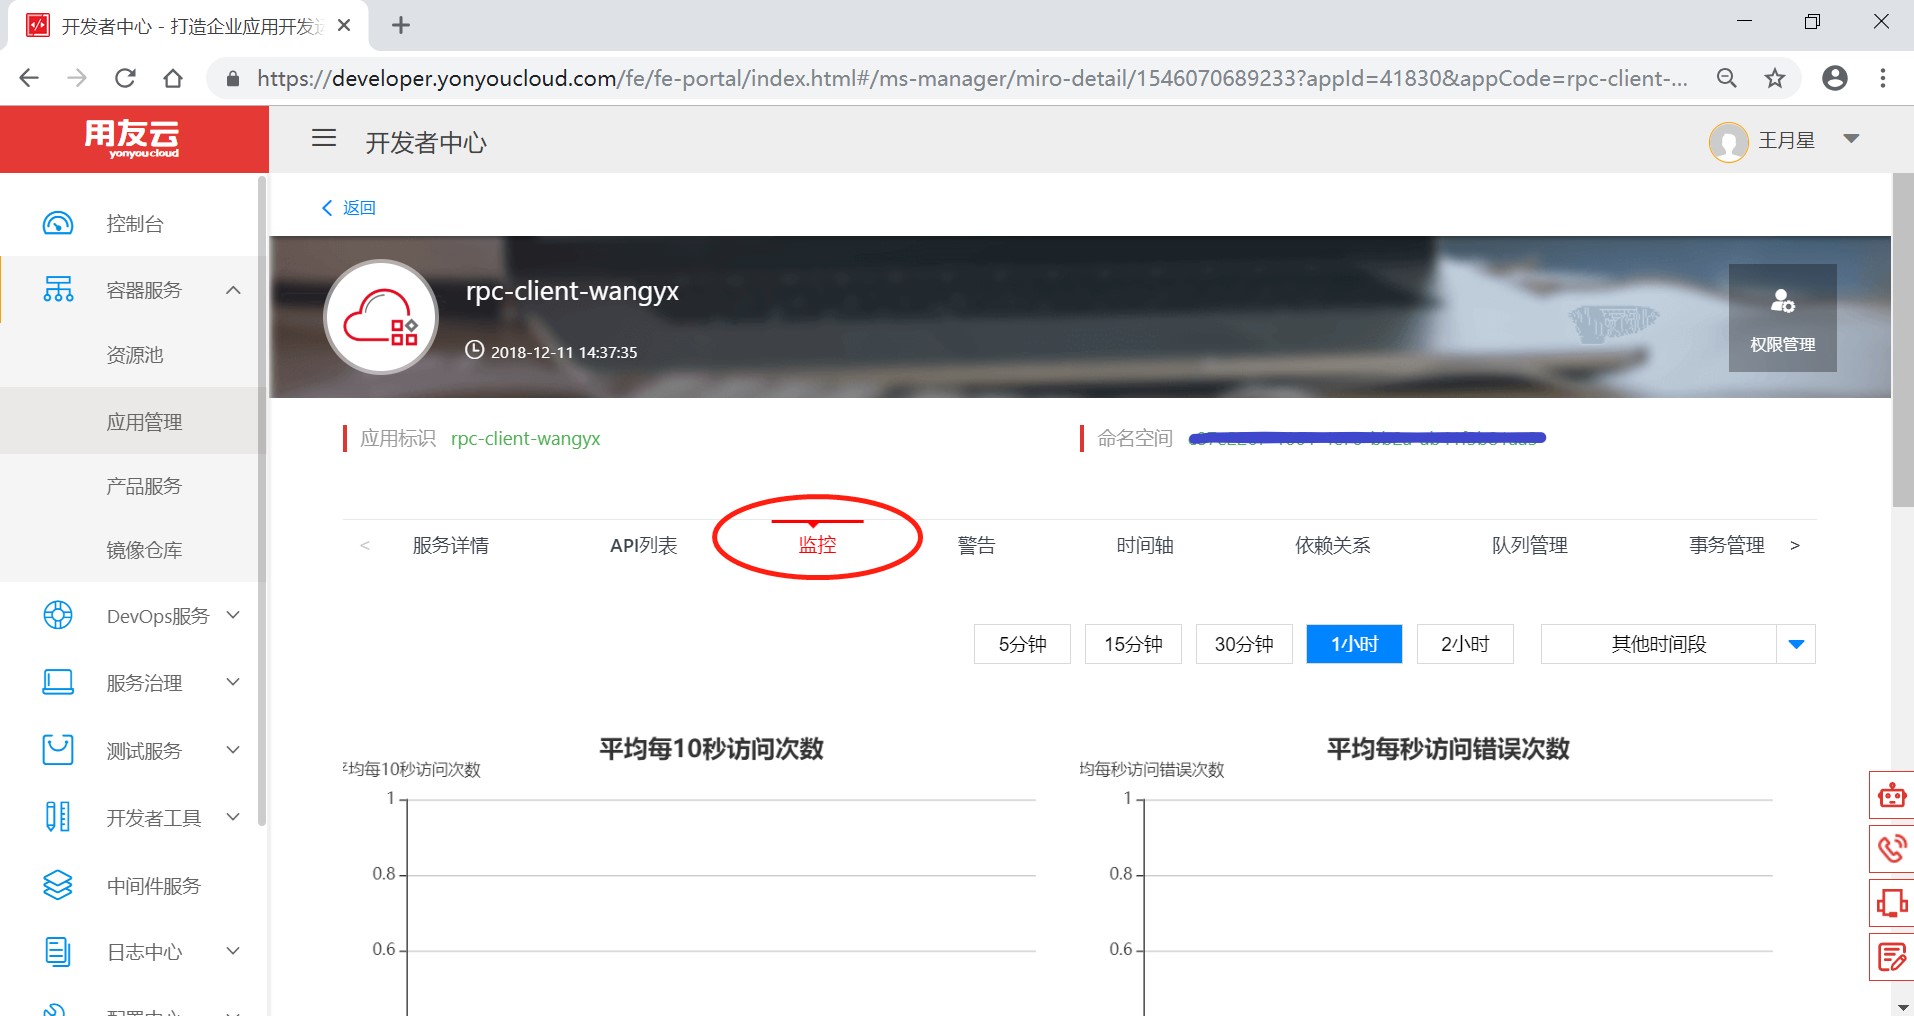 开发者中心 - 打造企业应用开发运
https://developer.yonyoucloud.com/fe/fe-portal/index.html#/ms-manager/miro-detail/1546070689233?appId=41830&appCode=rpc-client-...
用友云
yonyoucloud
开发者中心
王月星
控制台
容器服务
资源池
应用管理
产品服务
镜像仓库
DevOps服务
服务治理
测试服务
开发者工具
中间件服务
日志中心
配置中心
返回
rpc-client-wangyx
2018-12-11 14:37:35
权限管理
应用标识 rpc-client-wangyx
命名空间
< 服务详情 API列表 监控 警告 时间轴 依赖关系 队列管理 事务管理 >
5分钟 15分钟 30分钟 1小时 2小时 其他时间段
平均每10秒访问次数
平均每10秒访问次数
1
0.8
0.6
平均每秒访问错误次数
均每秒访问错误次数
1
0.8
0.6